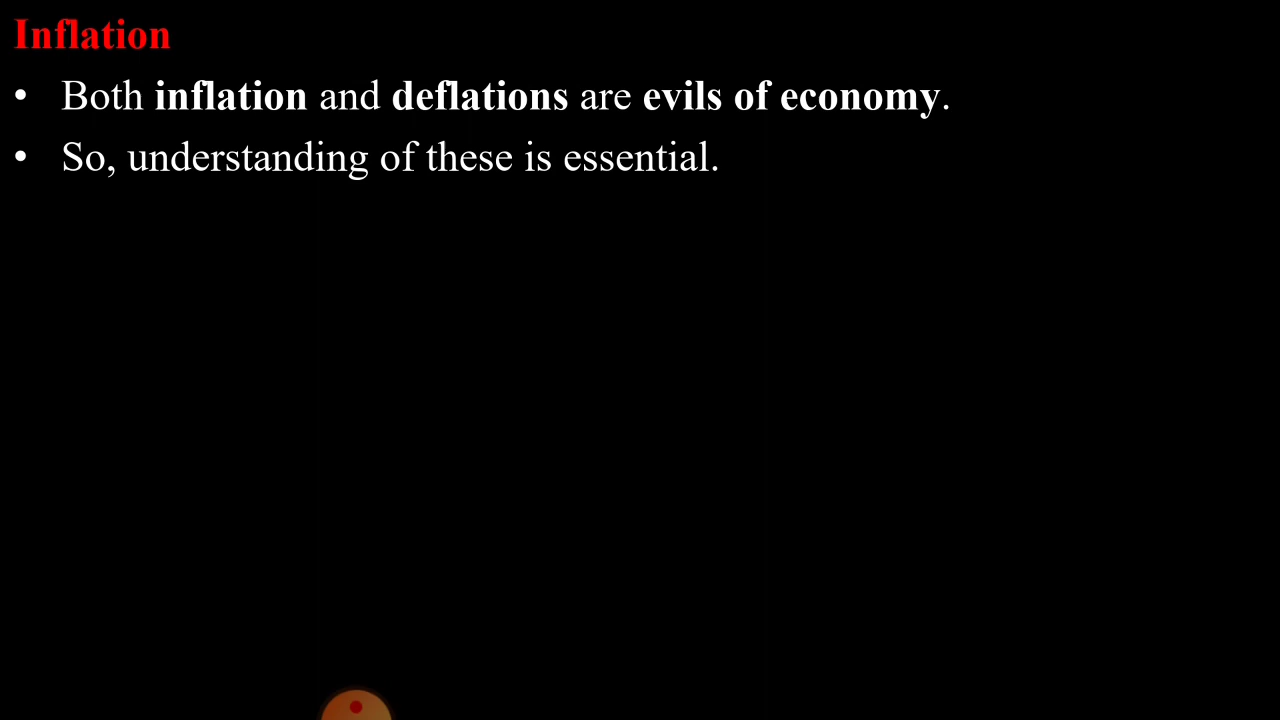 Inflation
• Both inflation and deflations are evils of economy.
• So, understanding of these is essential.